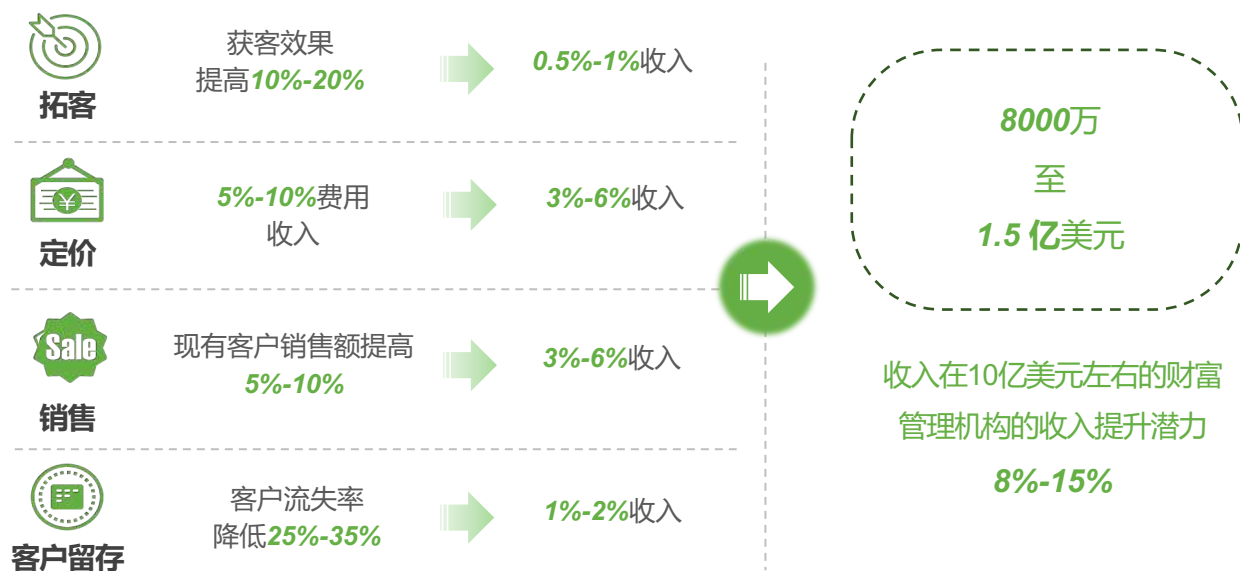 获客效果
提高10%-20%
0.5%-1%收入
拓客
5%-10%费用
收入
3%-6%收入
¥
定价
Sale
现有客户销售额提高
5%-10%
3%-6%收入
销售
客户流失率
降低25%-35%
1%-2%收入
客户留存
8000万
至
1.5 亿美元
收入在10亿美元左右的财富
管理机构的收入提升潜力
8%-15%